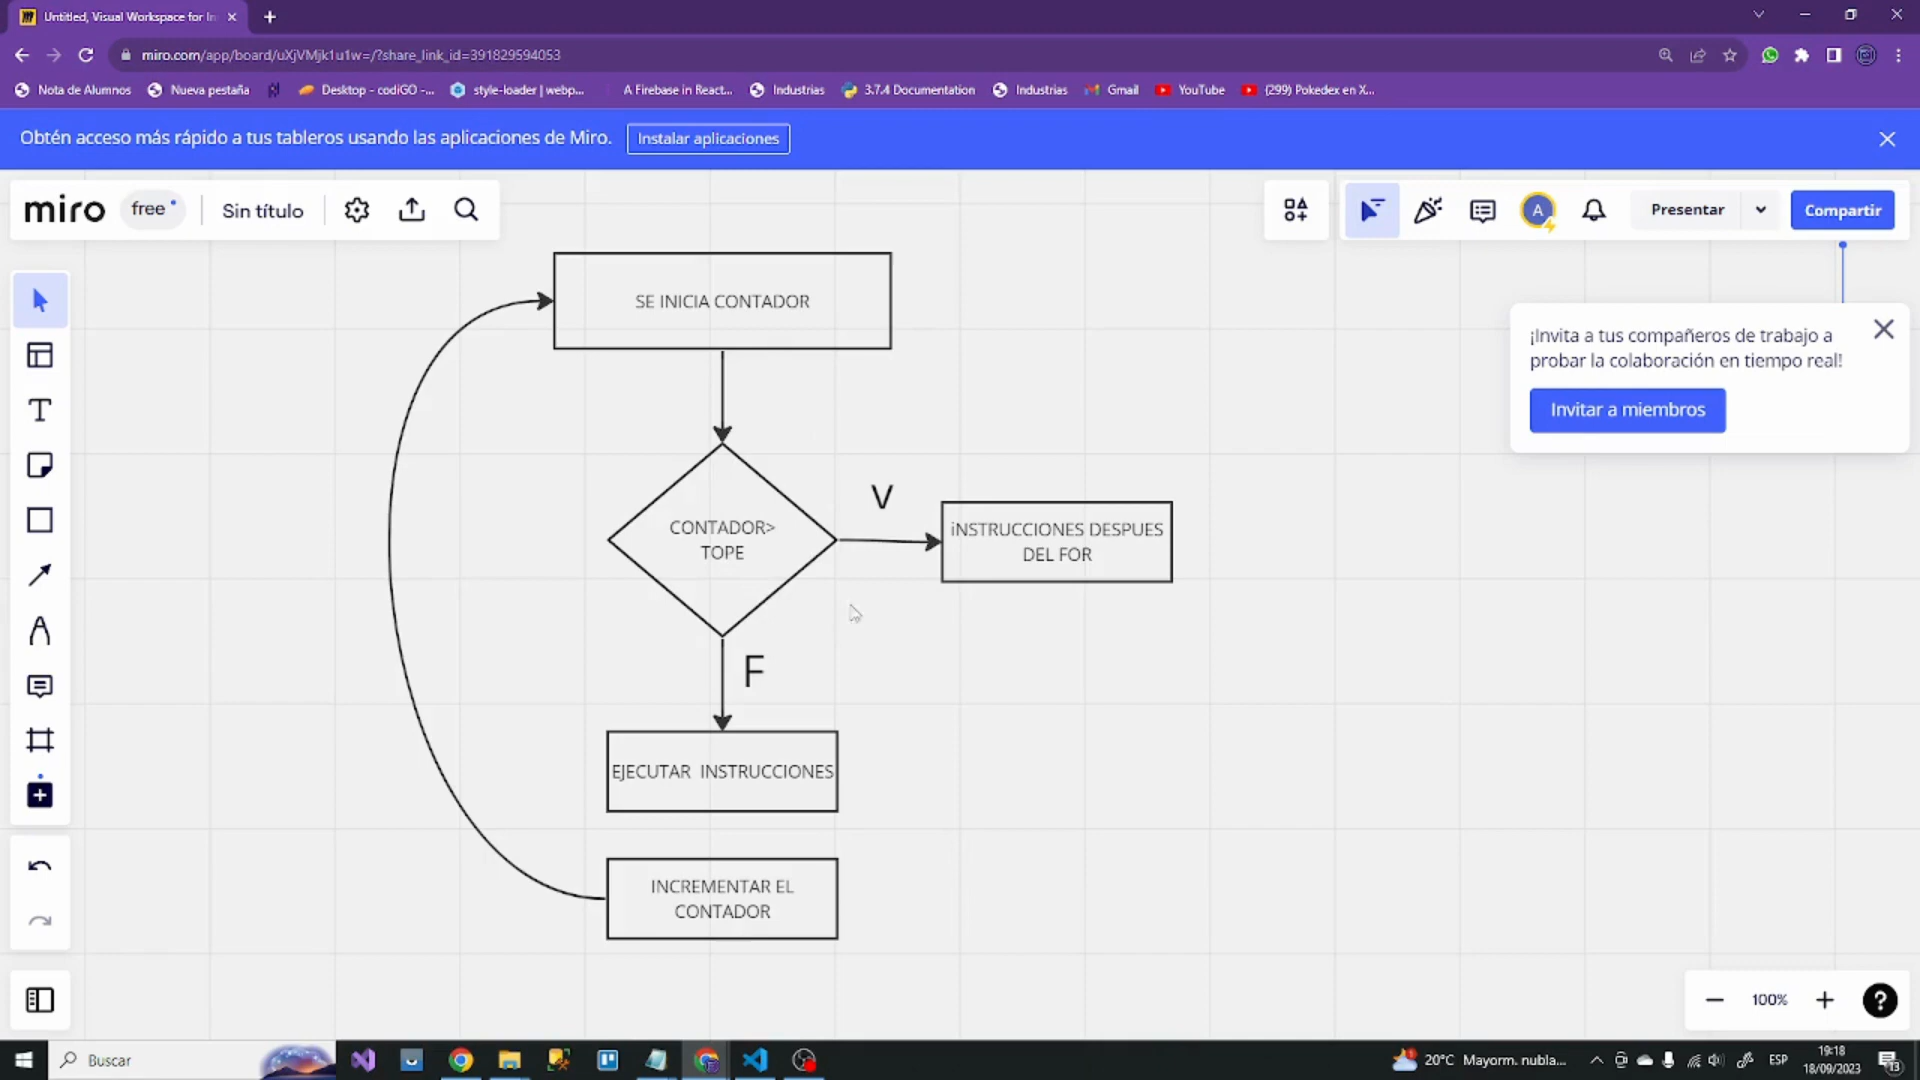 Untitled, Visual Workspace for In
miro.com/app/board/uXjVMjk1u1w=/?share_link_id=391829594053
Nota de Alumnos
Nueva pestaña
Desktop - codiGO -...
style-loader | webp...
A Firebase in React...
Industrias
3.7.4 Documentation
Industrias
Gmail
YouTube
(299) Pokedex en X...
Obtén acceso más rápido a tus tableros usando las aplicaciones de Miro.
Instalar aplicaciones
miro
free
Sin título
A
Presentar
Compartir
SE INICIA CONTADOR
¡Invita a tus compañeros de trabajo a
probar la colaboración en tiempo real!
Invitar a miembros
V
CONTADOR>
TOPE
iNSTRUCCIONES DESPUES
DEL FOR
F
EJECUTAR INSTRUCCIONES
INCREMENTAR EL
CONTADOR
100%
?
Buscar
20°C Mayorm. nubla...
ESP
19:18
18/09/2023
13